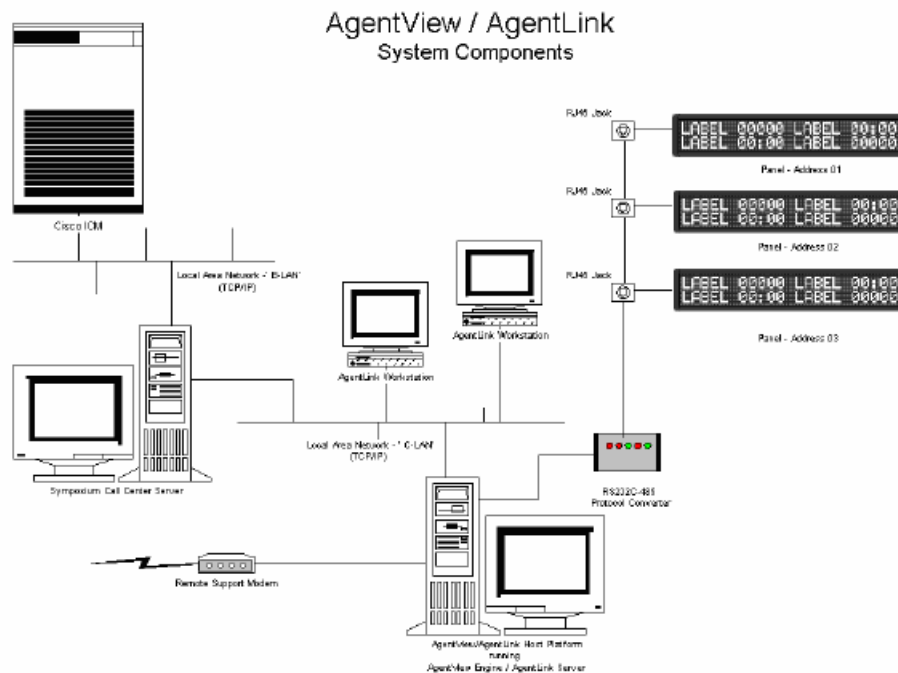 AgentView / AgentLink
System Components
RJ45 Jack
LABEL 00000 LABEL 00:00
LABEL 00:00 LABEL 00000
Panel - Address 01
RJ45 Jack
LABEL 00000 LABEL 00:00
LABEL 00:00 LABEL 00000
Panel - Address 02
Cisco ICM
Local Area Network - "E-LAN"
(TCP/IP)
RJ45 Jack
LABEL 00000 LABEL 00:00
LABEL 00:00 LABEL 00000
Panel - Address 03
AgentLink Workstation
AgentLink Workstation
Local Area Network - "C-LAN"
(TCP/IP)
Symposium Call Center Server
RS232C-485
Protocol Converter
Remote Support Modem
AgentView/AgentLink Host Platform
running
AgentView Engine / AgentLink Server